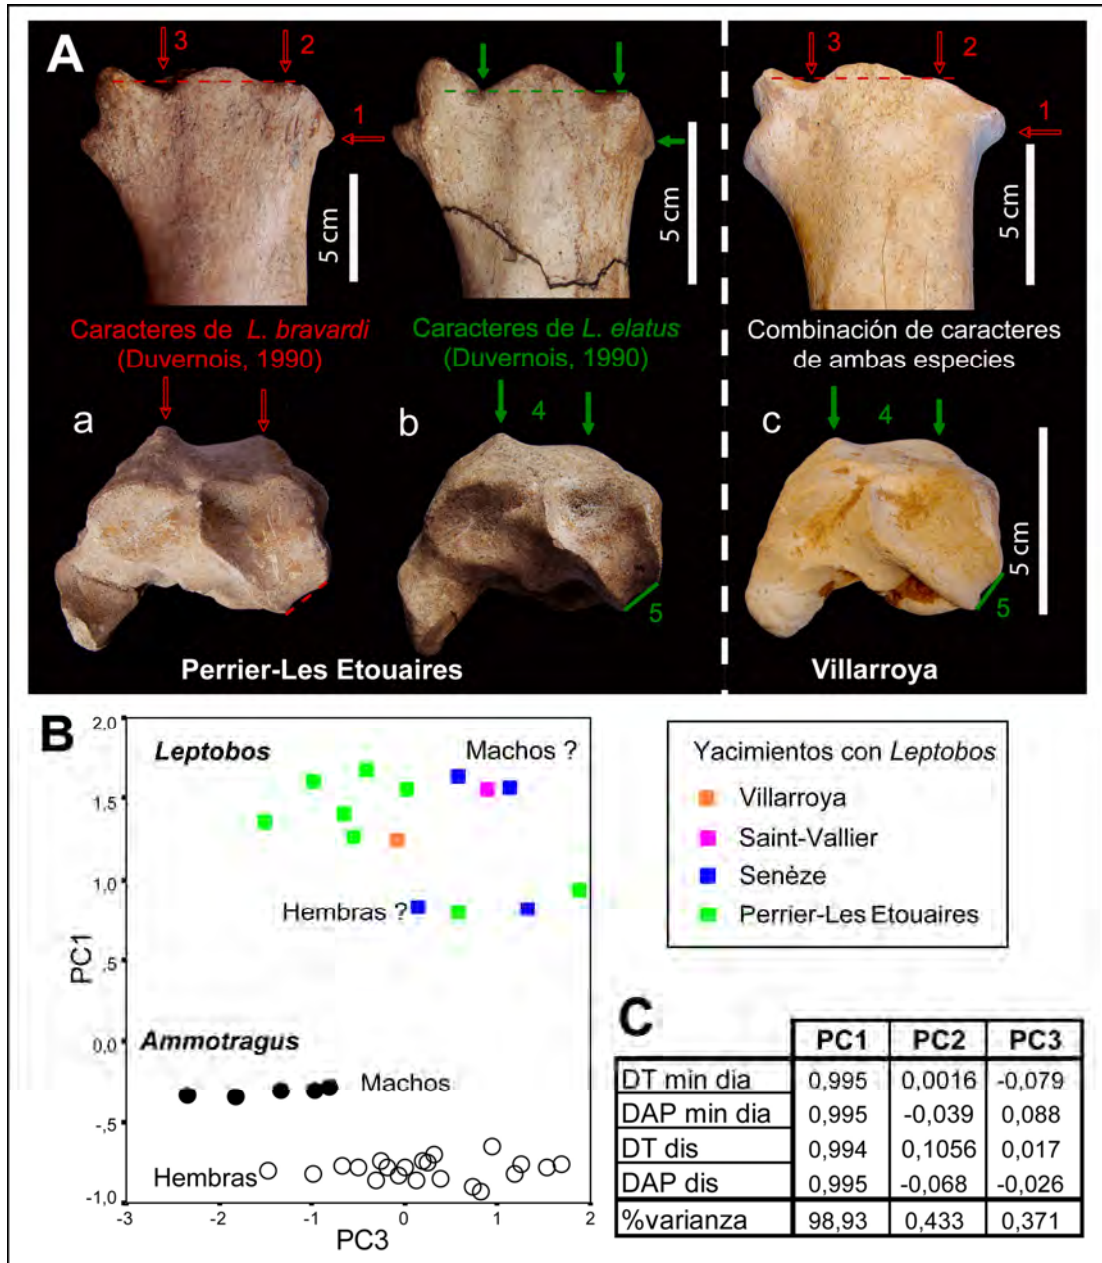 A
3
2
3
2
1
1
5 cm
5 cm
5 cm
Caracteres de L. bravardi
(Duvernois, 1990)
Caracteres de L. elatus
(Duvernois, 1990)
Combinación de caracteres
de ambas especies
a
b
4
c
4
5 cm
5
5
Perrier-Les Etouaires
Villarroya
B
2,0
1,5
1,0
,5
0,0
-,5
-1,0
PC1
Leptobos
Machos ?
Hembras ?
Ammotragus
Machos
Hembras
-3
-2
-1
0
1
2
PC3
Yacimientos con Leptobos
Villarroya
Saint-Vallier
Senèze
Perrier-Les Etouaires
C
PC1 PC2 PC3
DT min dia 0,995 0,0016 -0,079
DAP min dia 0,995 -0,039 0,088
DT dis 0,994 0,1056 0,017
DAP dis 0,995 -0,068 -0,026
%varianza 98,93 0,433 0,371